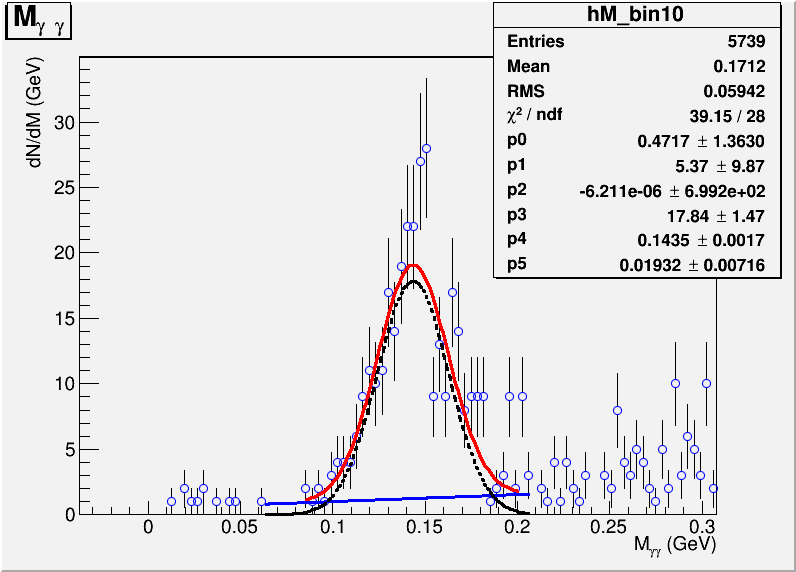 Mγ γ
hM_bin10
Entries 5739
Mean 0.1712
RMS 0.05942
χ² / ndf 39.15 / 28
p0 0.4717 ± 1.3630
p1 5.37 ± 9.87
p2 -6.211e-06 ± 6.992e+02
p3 17.84 ± 1.47
p4 0.1435 ± 0.0017
p5 0.01932 ± 0.00716
dN/dM (GeV)
30
25
20
15
10
5
0
0 0.05 0.1 0.15 0.2 0.25 0.3
Mγγ (GeV)